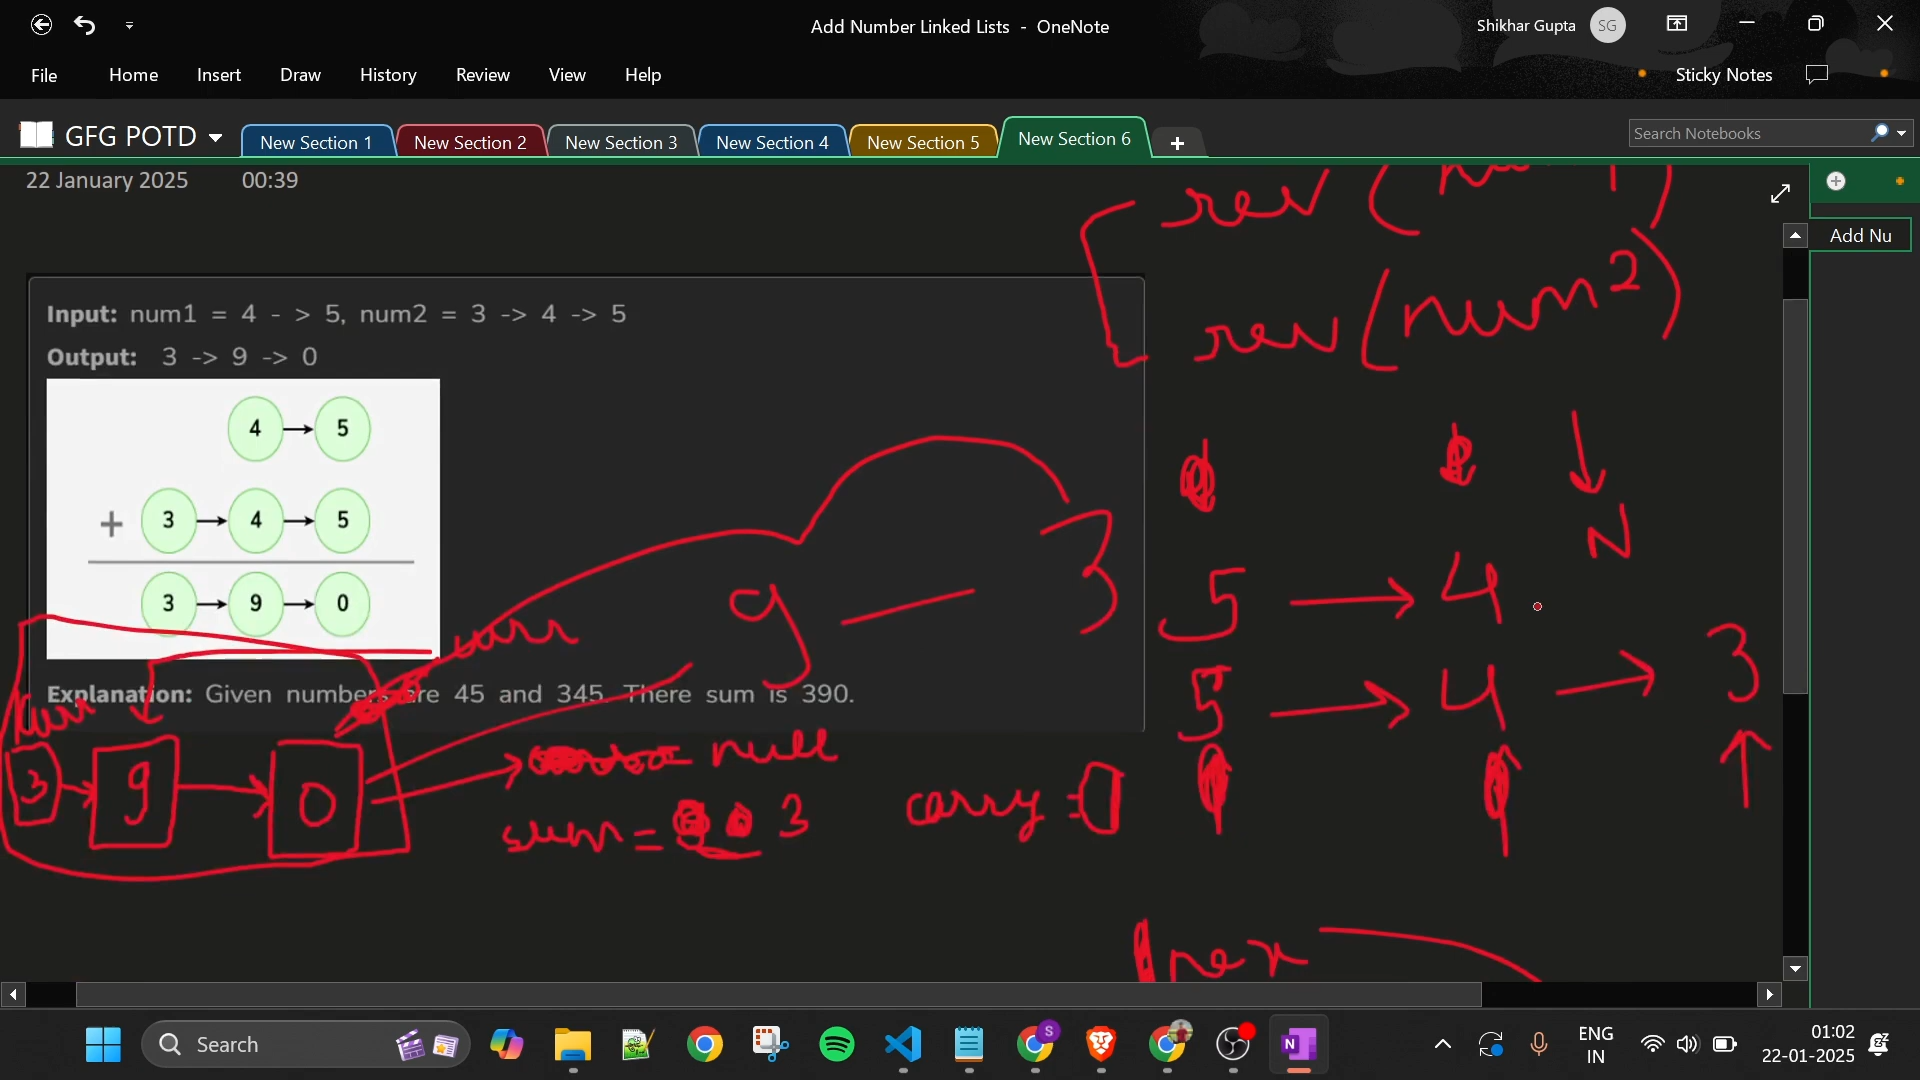 Add Number Linked Lists - OneNote
Shikhar Gupta SG
File Home Insert Draw History Review View Help
Sticky Notes
GFG POTD
New Section 1 New Section 2 New Section 3 New Section 4 New Section 5 New Section 6 +
Search Notebooks
22 January 2025 00:39
Add Nu
rev (
rev (num2)
Input: num1 = 4 - > 5, num2 = 3 -> 4 -> 5
Output: 3 -> 9 -> 0
4 5
+ 3 4 5
3 9 0
Explanation: Given numbers are 45 and 345. There sum is 390.
N
9 — 3
5 → 4
5 → 4 → 3
curr
3 9 0
null
sum = 3
carry = 0
Search
ENG
IN
01:02
22-01-2025